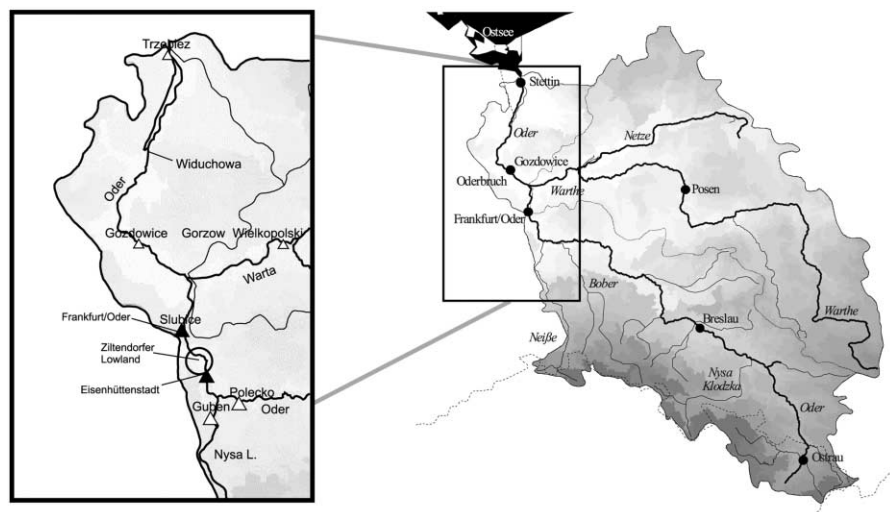 Trzebiez
Widuchowa
Oder
Gozdowice
Gorzow Wielkopolski
Warta
Frankfurt/Oder
Slubice
Ziltendorfer
Lowland
Eisenhüttenstadt
Polecko
Guben
Oder
Nysa L.
Ostsee
Stettin
Oder
Netze
Gozdowice
Oderbruch
Warthe
Posen
Frankfurt/Oder
Bober
Breslau
Warthe
Neiße
Nysa
Klodzka
Oder
Ostrau